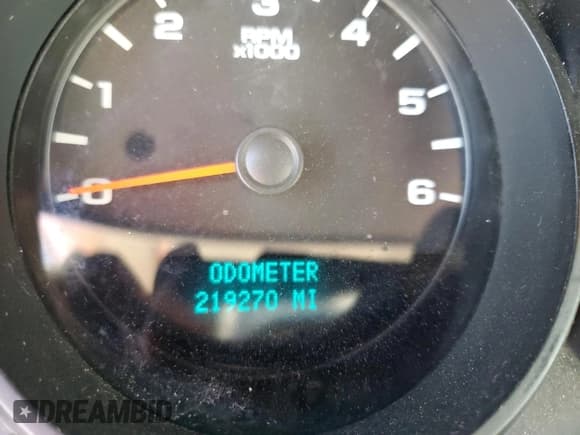 0 1 2 3 4 5 6
RPM
x1000
ODOMETER
219270 MI
DREAMBID